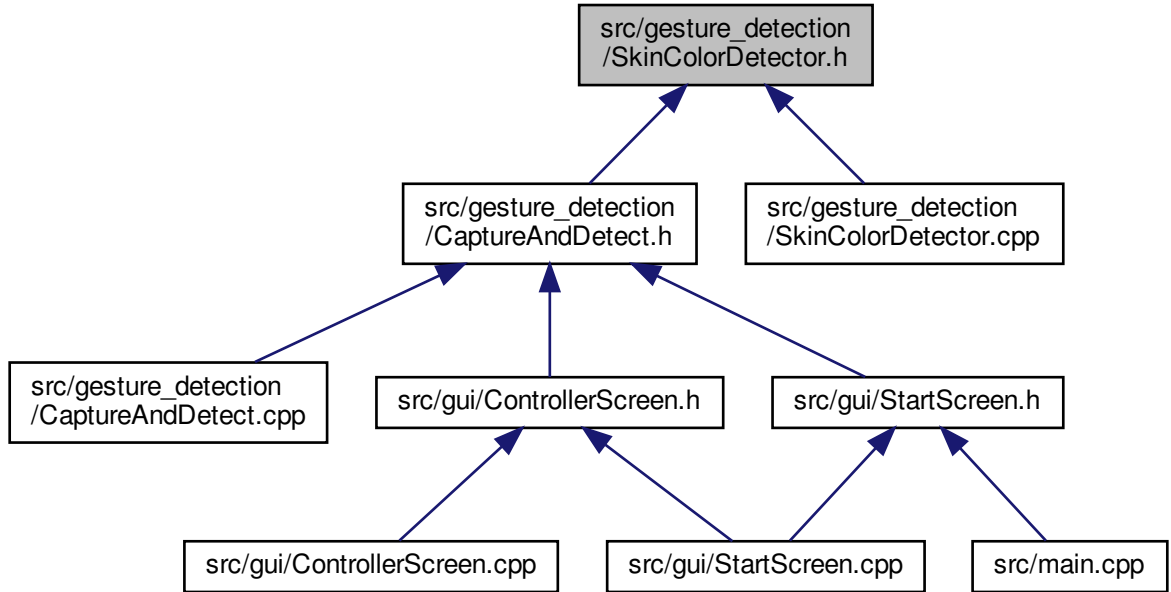 src/gesture_detection
/SkinColorDetector.h
src/gesture_detection
/CaptureAndDetect.h
src/gesture_detection
/SkinColorDetector.cpp
src/gesture_detection
/CaptureAndDetect.cpp
src/gui/ControllerScreen.h
src/gui/StartScreen.h
src/gui/ControllerScreen.cpp
src/gui/StartScreen.cpp
src/main.cpp